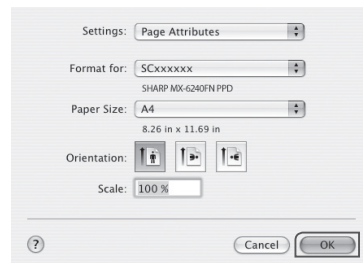 Settings: Page Attributes
Format for: SCxxxxxx
SHARP MX-6240FN PPD
Paper Size: A4
8.26 in x 11.69 in
Orientation:
Scale: 100 %
? Cancel OK